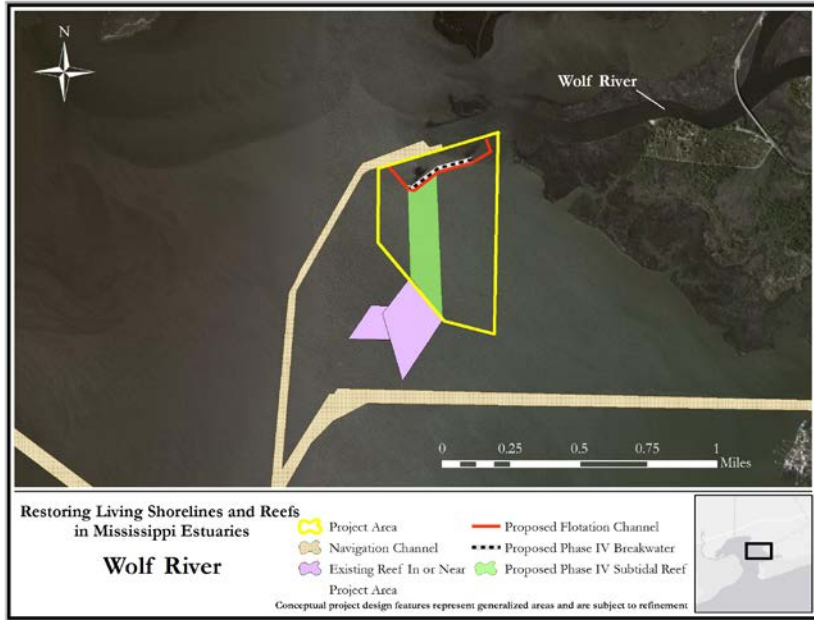 N
Wolf River
0 0.25 0.5 0.75 1
Miles
Restoring Living Shorelines and Reefs
in Mississippi Estuaries
Wolf River
Project Area
Navigation Channel
Existing Reef In or Near
Project Area
Proposed Flotation Channel
Proposed Phase IV Breakwater
Proposed Phase IV Subtidal Reef
Conceptual project design features represent generalized areas and are subject to refinement